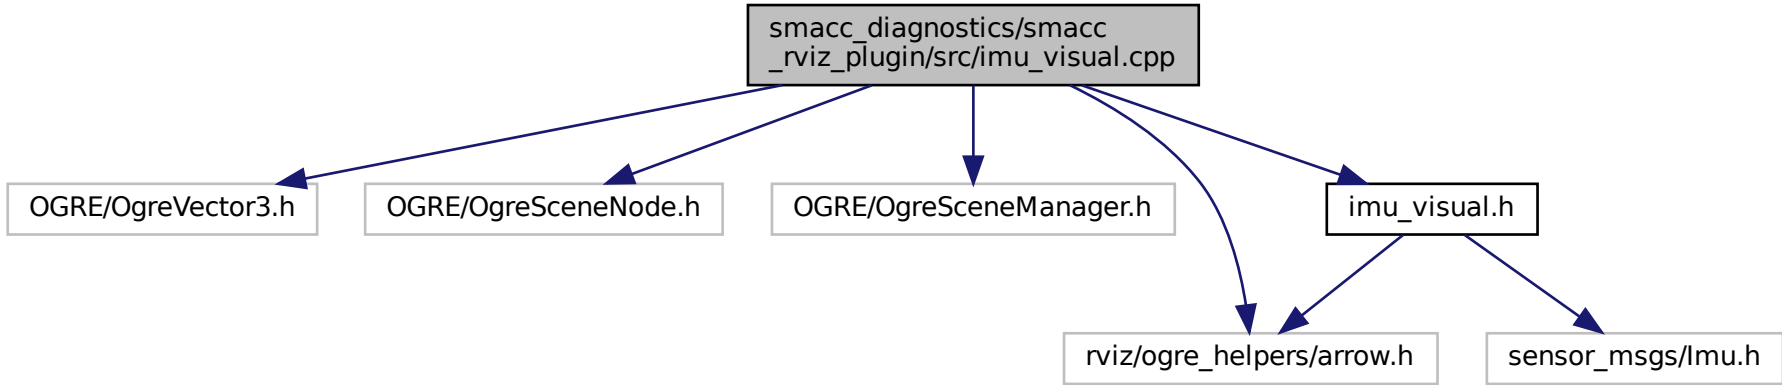 smacc_diagnostics/smacc
_rviz_plugin/src/imu_visual.cpp
OGRE/OgreVector3.h
OGRE/OgreSceneNode.h
OGRE/OgreSceneManager.h
imu_visual.h
rviz/ogre_helpers/arrow.h
sensor_msgs/Imu.h